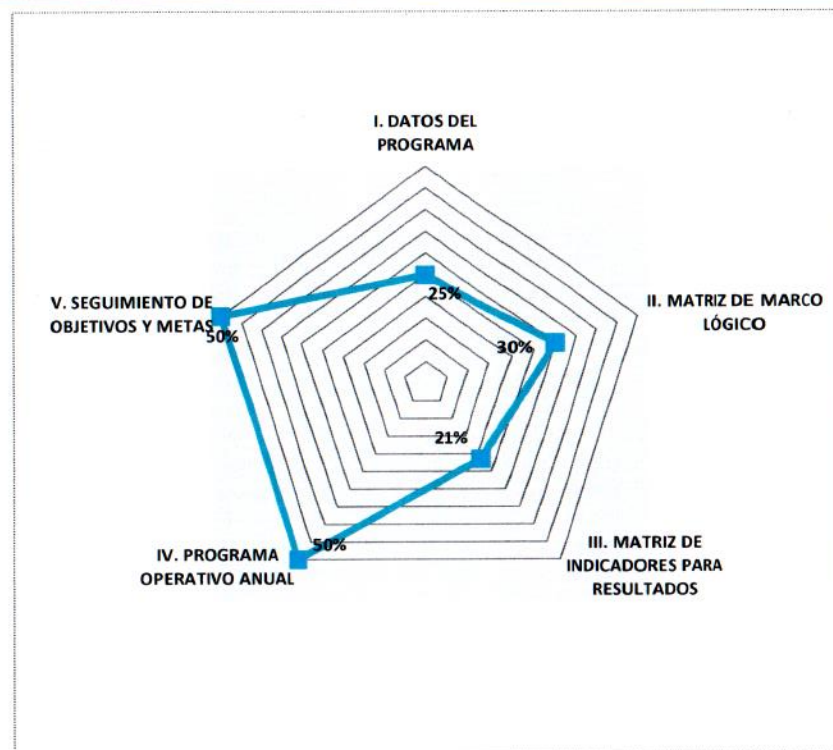 I. DATOS DEL
PROGRAMA
25%
II. MATRIZ DE MARCO
LÓGICO
30%
21%
III. MATRIZ DE
INDICADORES PARA
RESULTADOS
50%
IV. PROGRAMA
OPERATIVO ANUAL
V. SEGUIMIENTO DE
OBJETIVOS Y METAS
50%